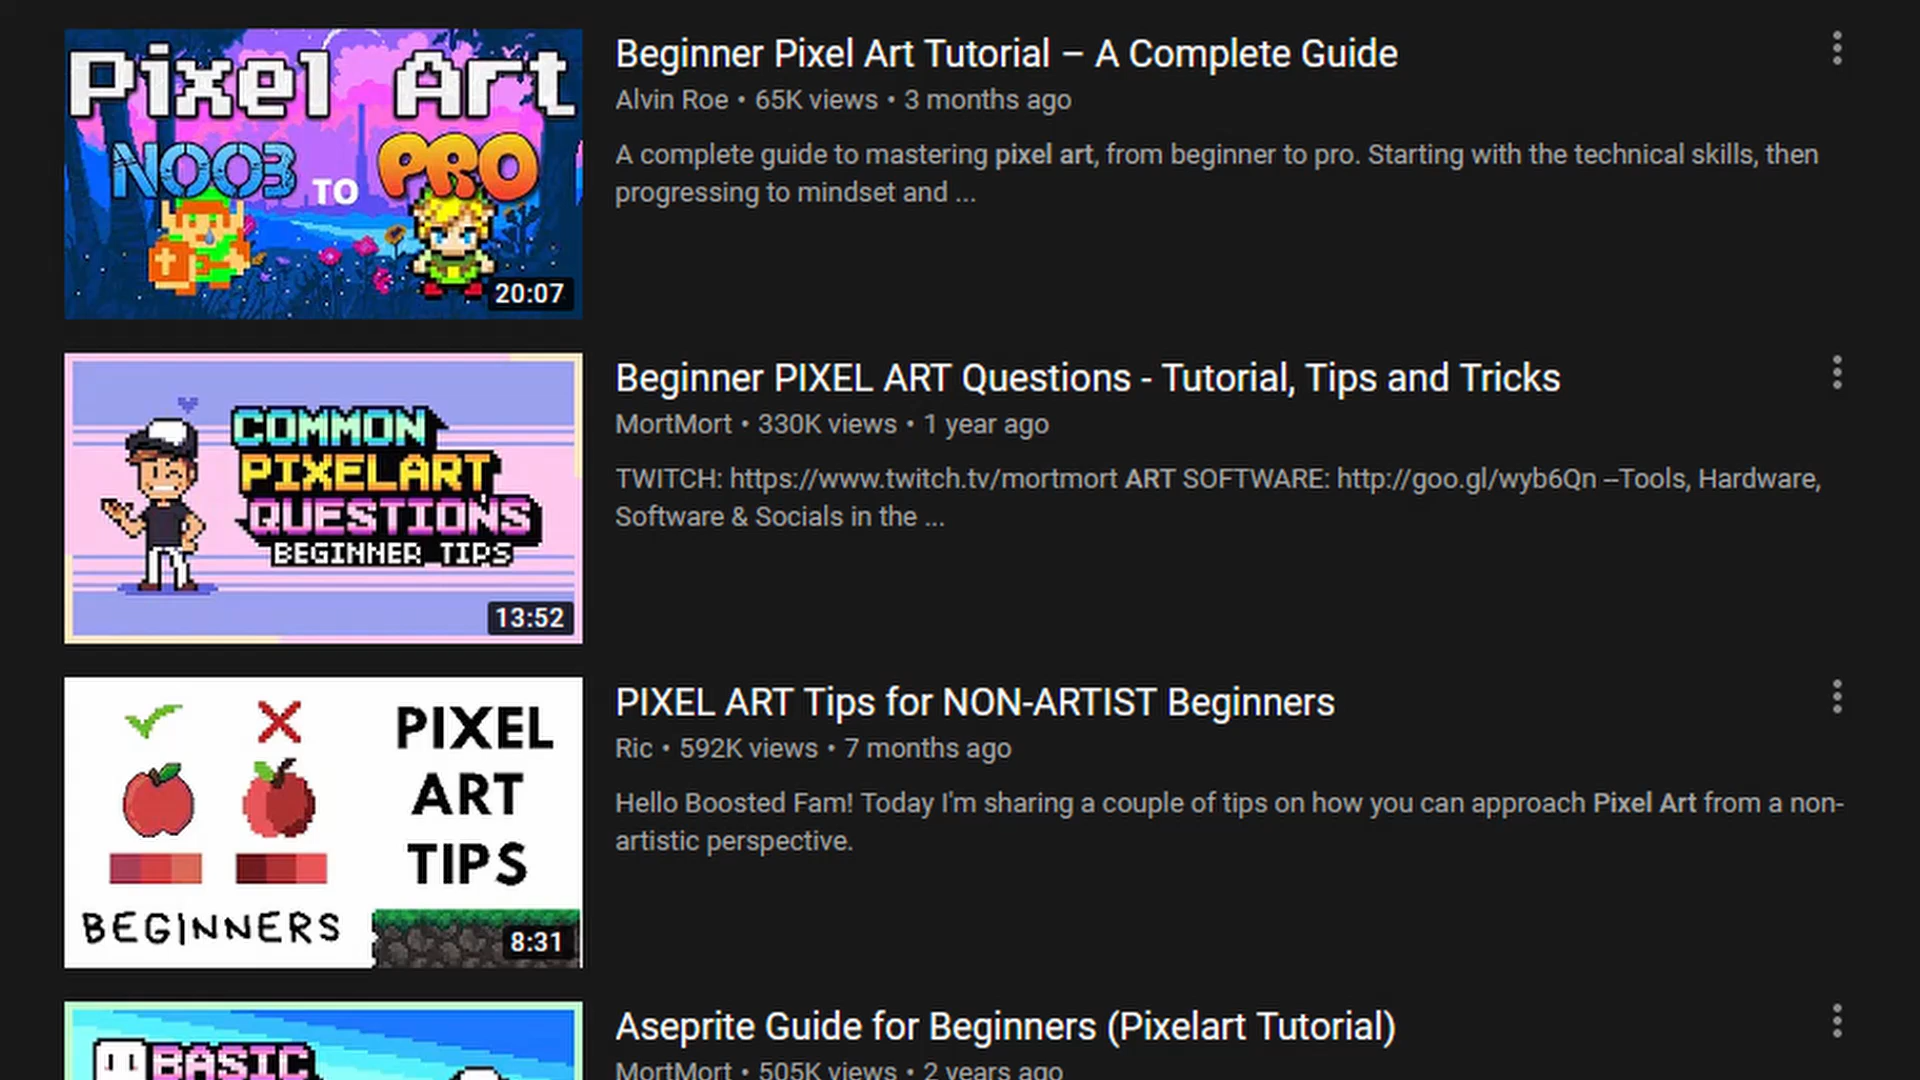 Pixel Art
NOOB TO PRO
20:07
Beginner Pixel Art Tutorial – A Complete Guide
Alvin Roe • 65K views • 3 months ago
A complete guide to mastering pixel art, from beginner to pro. Starting with the technical skills, then
progressing to mindset and ...
COMMON
PIXELART
QUESTIONS
BEGINNER TIPS
13:52
Beginner PIXEL ART Questions - Tutorial, Tips and Tricks
MortMort • 330K views • 1 year ago
TWITCH: https://www.twitch.tv/mortmort ART SOFTWARE: http://goo.gl/wyb6Qn –Tools, Hardware,
Software & Socials in the ...
PIXEL
ART
TIPS
BEGINNERS
8:31
PIXEL ART Tips for NON-ARTIST Beginners
Ric • 592K views • 7 months ago
Hello Boosted Fam! Today I'm sharing a couple of tips on how you can approach Pixel Art from a non-
artistic perspective.
BASIC
Aseprite Guide for Beginners (Pixelart Tutorial)
MortMort • 505K views • 2 years ago